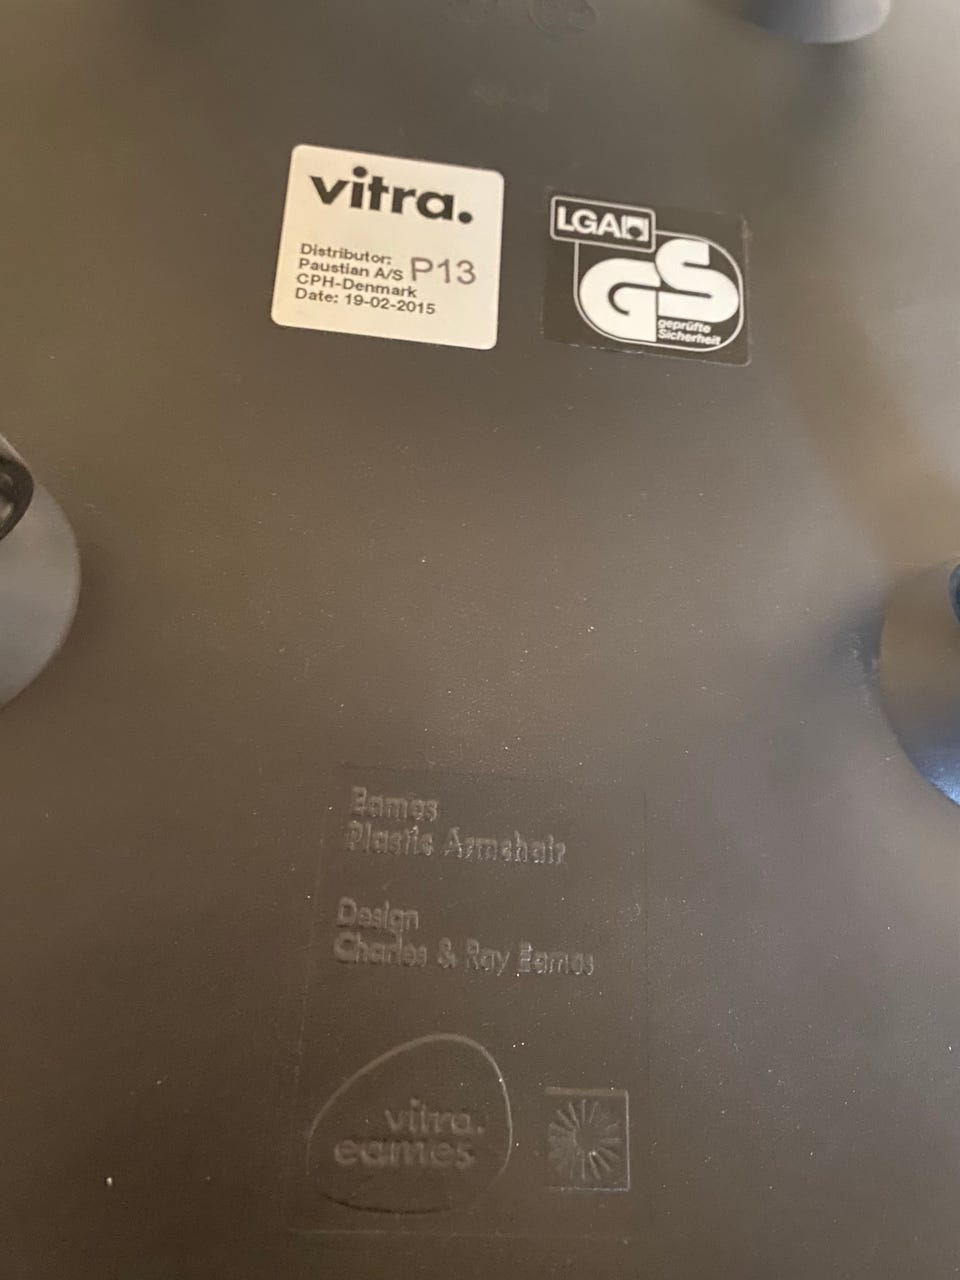 vitra.
Distributor:
Paustian A/S P13
CPH-Denmark
Date: 19-02-2015
LGA
GS
geprüfte
Sicherheit
Eames
Plastic Armchair
Design
Charles & Ray Eames
vitra.
eames